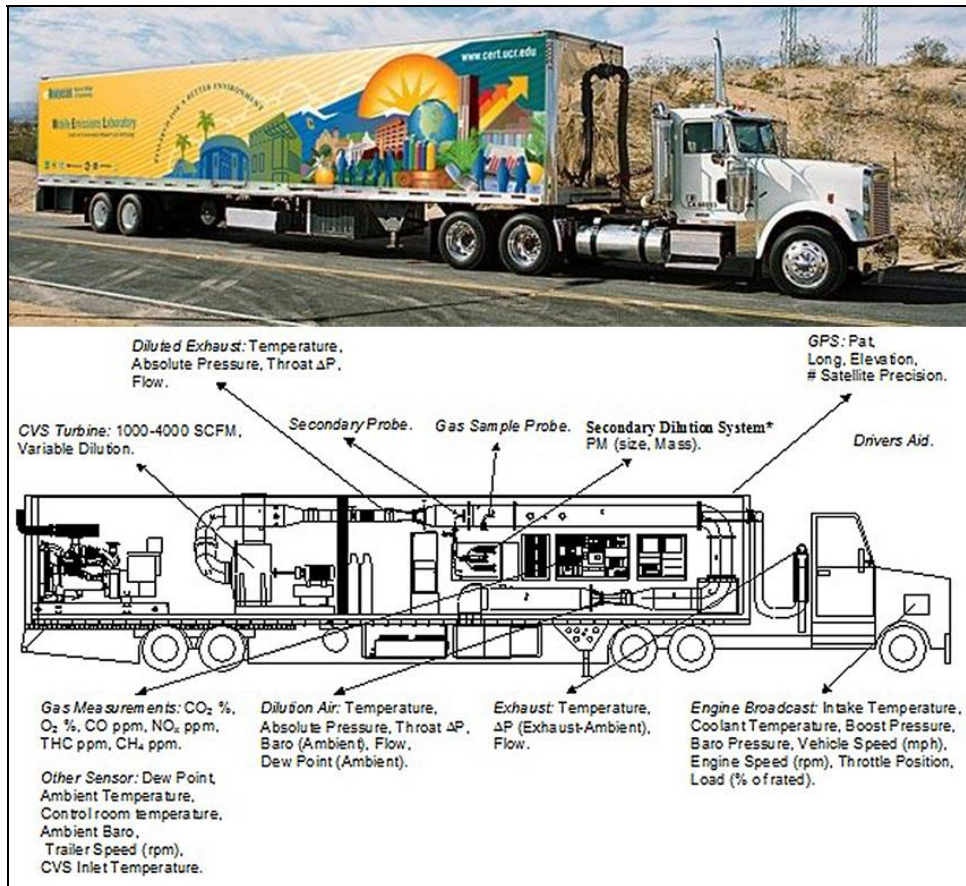 www.cert.ucr.edu
RESEARCH FOR A BETTER ENVIRONMENT
Mobile Emissions Laboratory
Diluted Exhaust: Temperature,
Absolute Pressure, Throat ΔP,
Flow.
GPS: Pat,
Long, Elevation,
# Satellite Precision.
CVS Turbine: 1000-4000 SCFM,
Variable Dilution.
Secondary Probe.
Gas Sample Probe.
Secondary Dilution System*
PM (size, Mass).
Drivers Aid.
Gas Measurements: CO₂ %,
O₂ %, CO ppm, NOₓ ppm,
THC ppm, CH₄ ppm.
Other Sensor: Dew Point,
Ambient Temperature,
Control room temperature,
Ambient Baro,
Trailer Speed (rpm),
CVS Inlet Temperature.
Dilution Air: Temperature,
Absolute Pressure, Throat ΔP,
Baro (Ambient), Flow,
Dew Point (Ambient).
Exhaust: Temperature,
ΔP (Exhaust-Ambient),
Flow.
Engine Broadcast: Intake Temperature,
Coolant Temperature, Boost Pressure,
Baro Pressure, Vehicle Speed (mph),
Engine Speed (rpm), Throttle Position,
Load (% of rated).